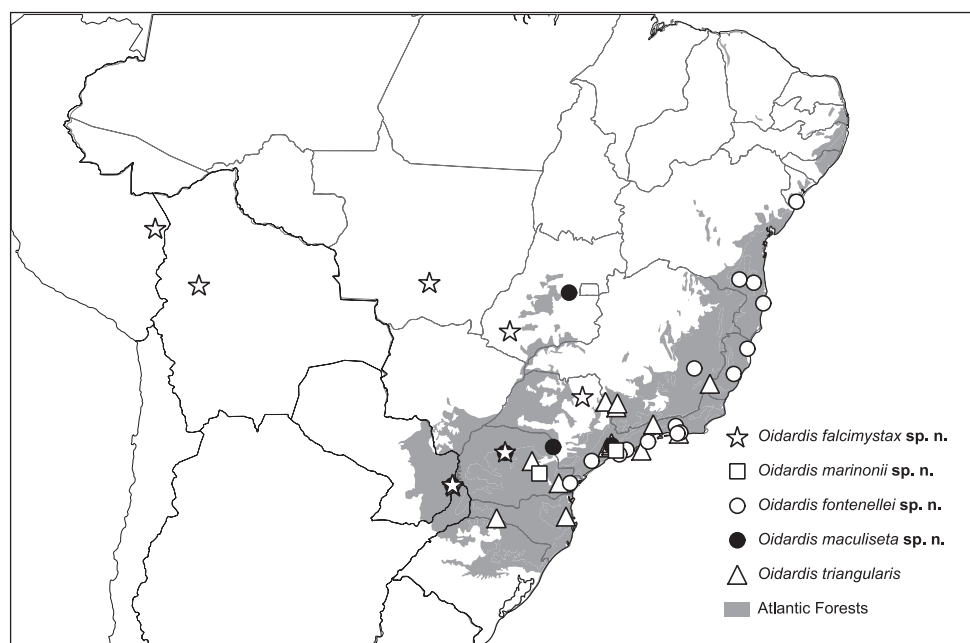 Oidardis falcimystax sp. n.
Oidardis marinonii sp. n.
Oidardis fontenellei sp. n.
Oidardis maculiseta sp. n.
Oidardis triangularis
Atlantic Forests